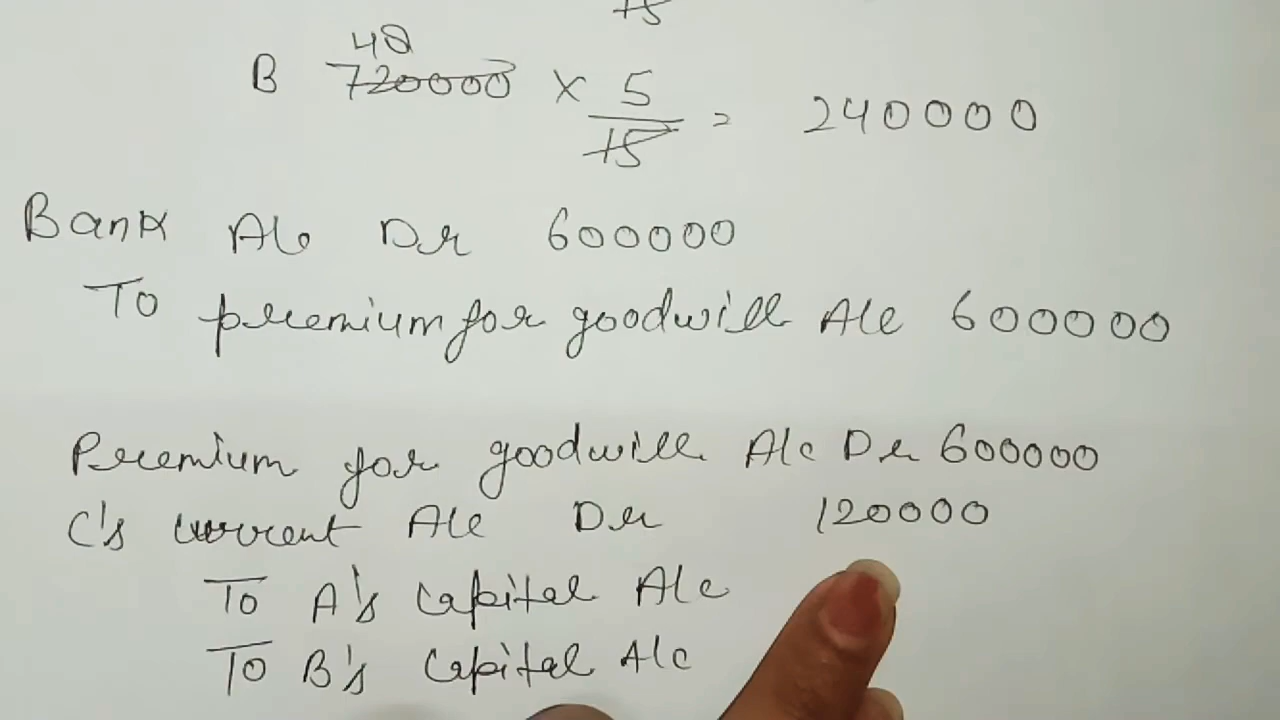 15
48
B 720000 × 5/15 = 240000
Bank A/c Dr 600000
To premium for goodwill A/c 600000
Premium for goodwill A/c Dr 600000
C's current A/c Dr 120000
To A's capital A/c
To B's capital A/c